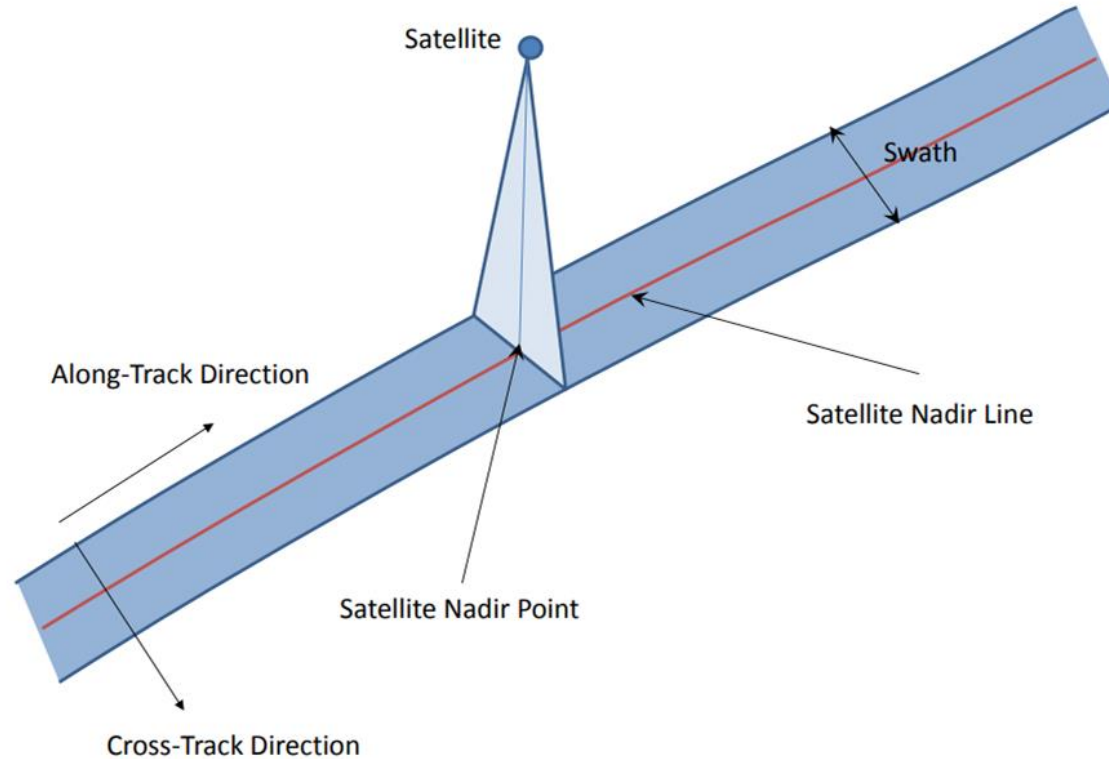 Satellite
Swath
Along-Track Direction
Satellite Nadir Line
Satellite Nadir Point
Cross-Track Direction